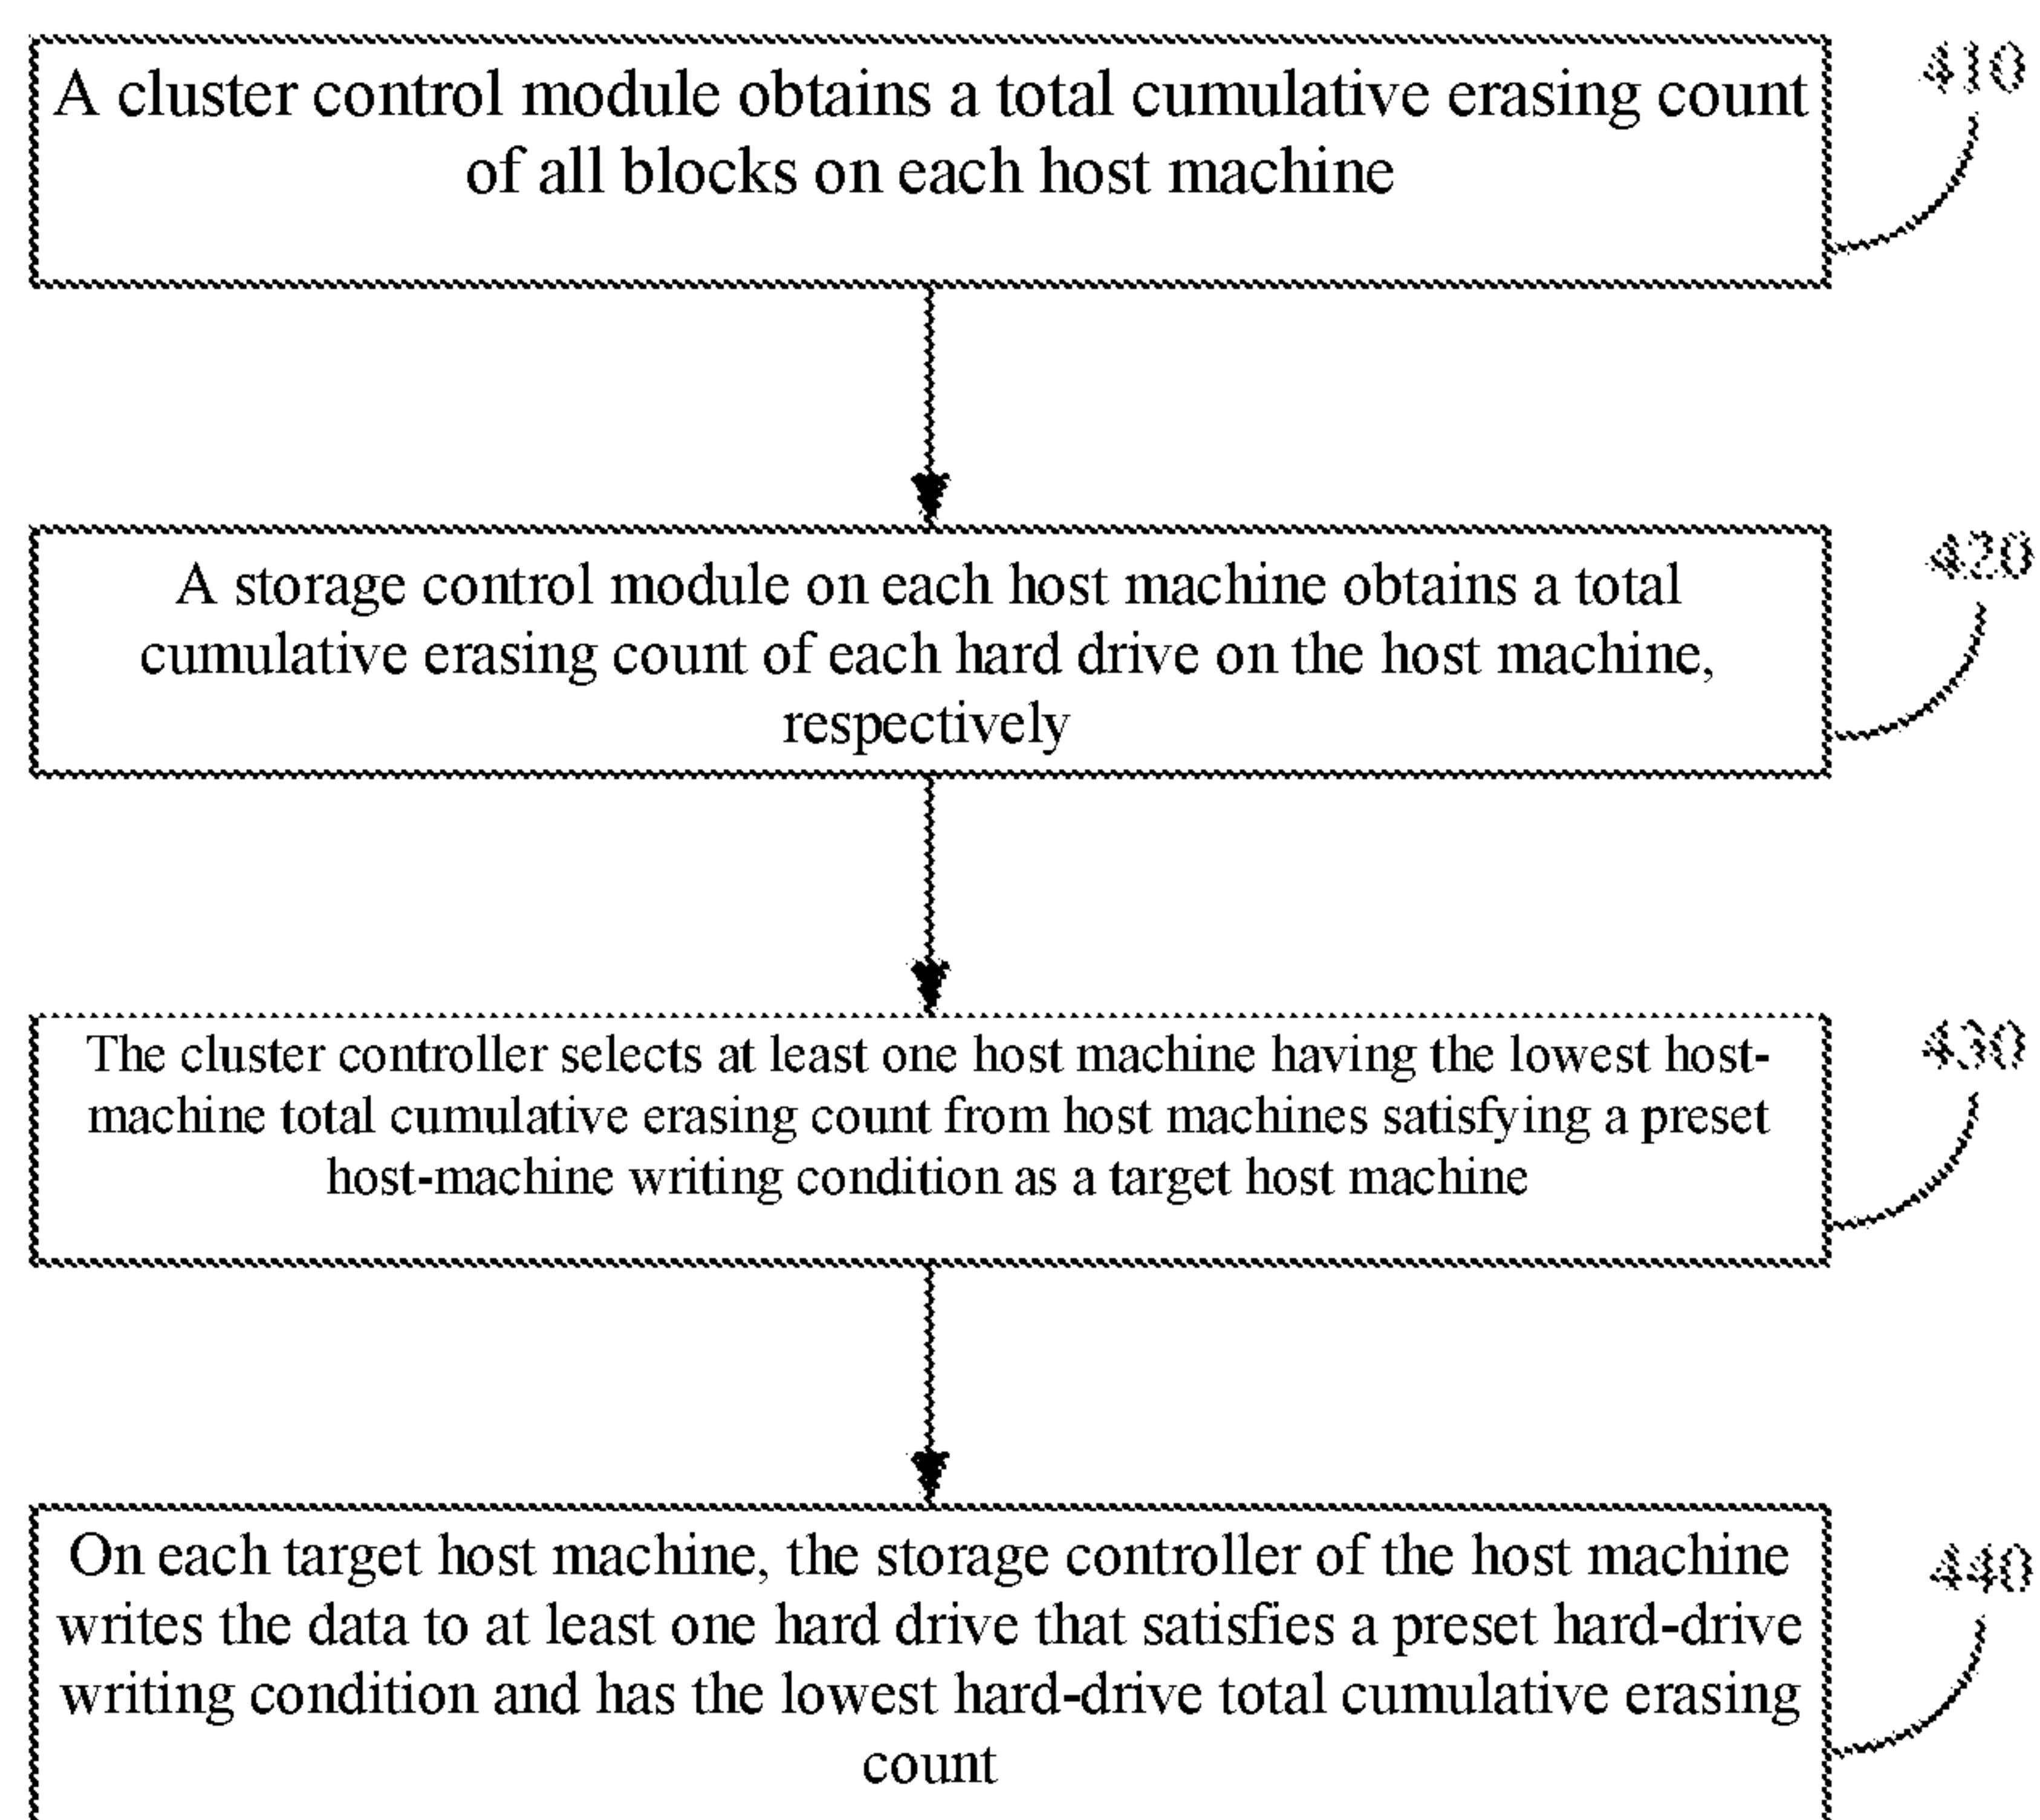 A cluster control module obtains a total cumulative erasing count
of all blocks on each host machine
410
A storage control module on each host machine obtains a total
cumulative erasing count of each hard drive on the host machine,
respectively
420
The cluster controller selects at least one host machine having the lowest host-
machine total cumulative erasing count from host machines satisfying a preset
host-machine writing condition as a target host machine
430
On each target host machine, the storage controller of the host machine
writes the data to at least one hard drive that satisfies a preset hard-drive
writing condition and has the lowest hard-drive total cumulative erasing
count
440